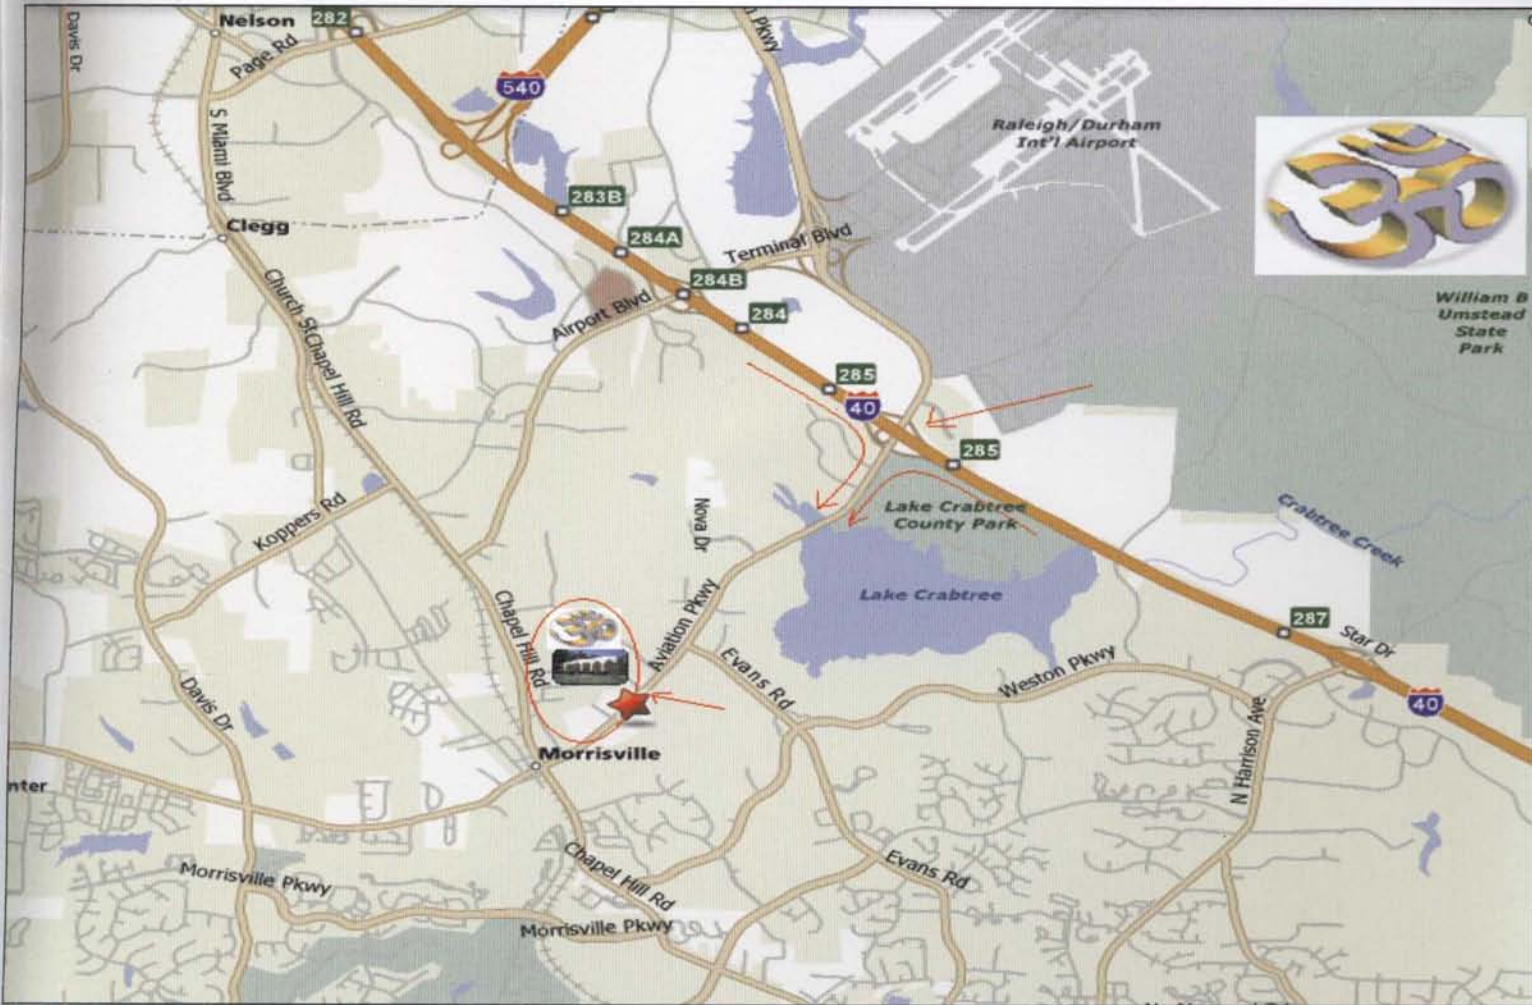 Davis Dr
Nelson
282
Page Rd
540
Pkwy
Raleigh/Durham
Int'l Airport
S Miami Blvd
283B
Clegg
284A
Terminal Blvd
284B
ॐ
Airport Blvd
284
William B
Umstead
State
Park
Church St
Chapel Hill Rd
285
40
285
Koppers Rd
Nova Dr
Lake Crabtree
County Park
Crabtree Creek
Lake Crabtree
Chapel Hill Rd
ॐ
Aviation Pkwy
287
Star Dr
Evans Rd
Weston Pkwy
Davis Dr
40
N Harrison Ave
Morrisville
nter
Chapel Hill Rd
Evans Rd
Morrisville Pkwy
Morrisville Pkwy